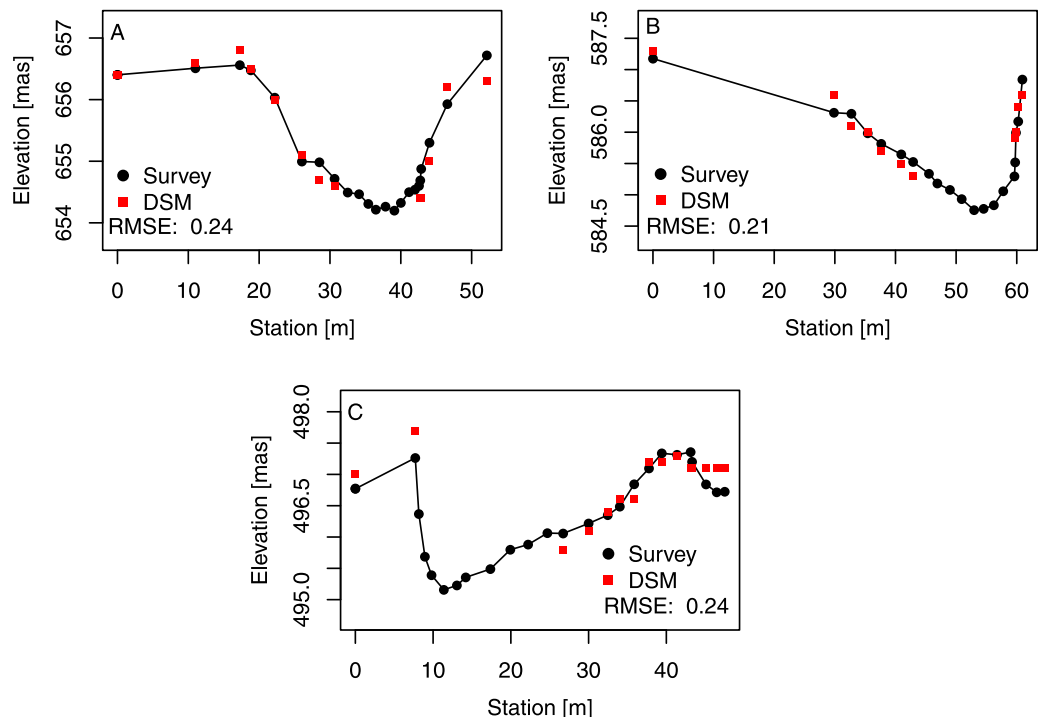 A
Elevation [mas]
657
656
655
654
Survey
DSM
RMSE: 0.24
0 10 20 30 40 50
Station [m]
B
Elevation [mas]
587.5
586.0
584.5
Survey
DSM
RMSE: 0.21
0 10 20 30 40 50 60
Station [m]
C
Elevation [mas]
498.0
496.5
495.0
Survey
DSM
RMSE: 0.24
0 10 20 30 40
Station [m]